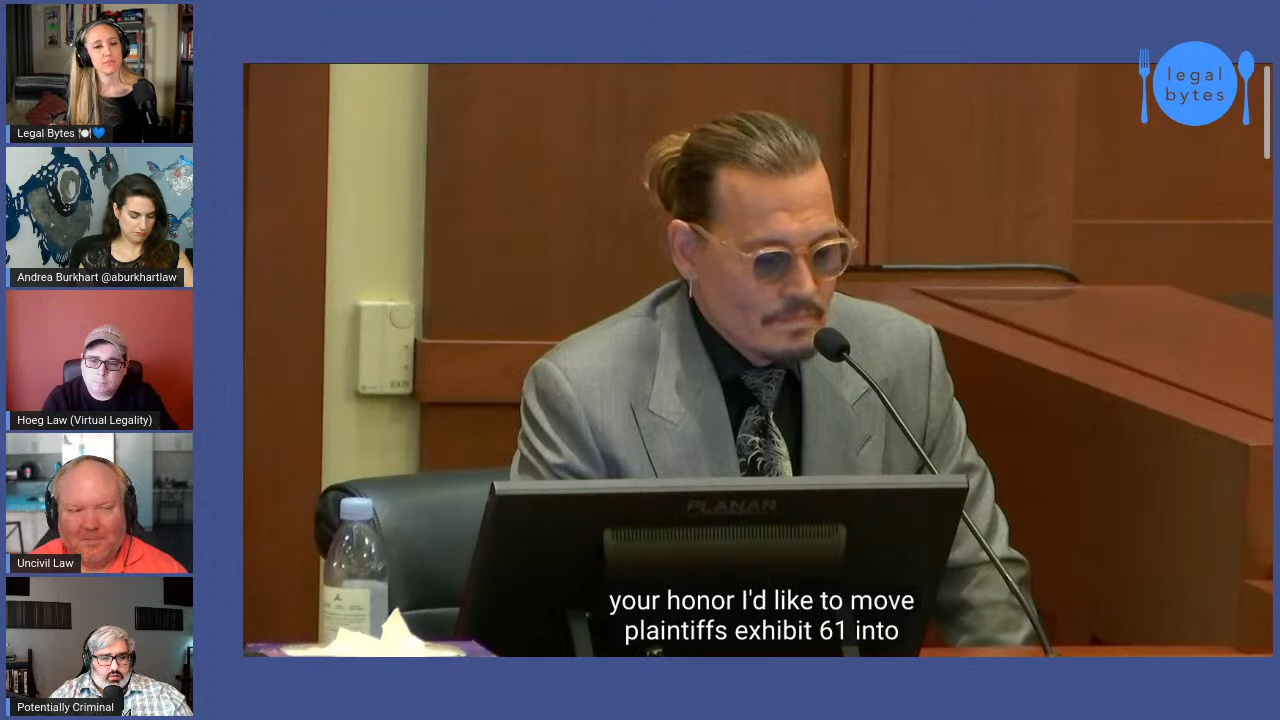 Legal Bytes 🍽️💙
Andrea Burkhart @aburkhartlaw
Hoeg Law (Virtual Legality)
Uncivil Law
Potentially Criminal
legal
bytes
PLANAR
your honor I'd like to move
plaintiffs exhibit 61 into